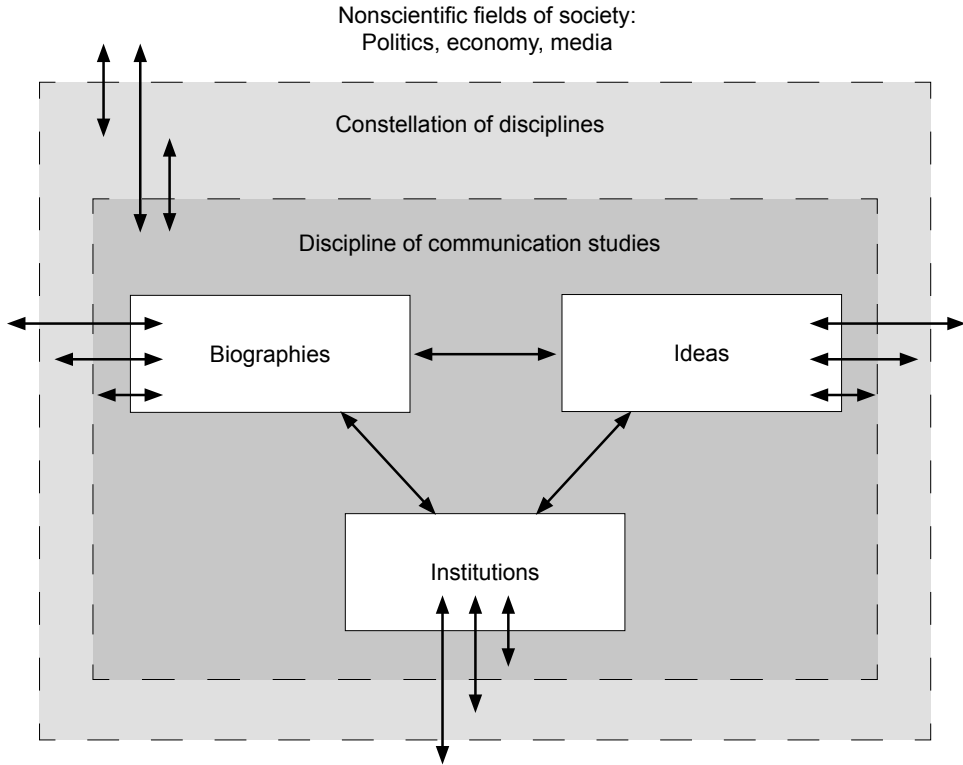 Nonscientific fields of society:
Politics, economy, media
Constellation of disciplines
Discipline of communication studies
Biographies
Ideas
Institutions